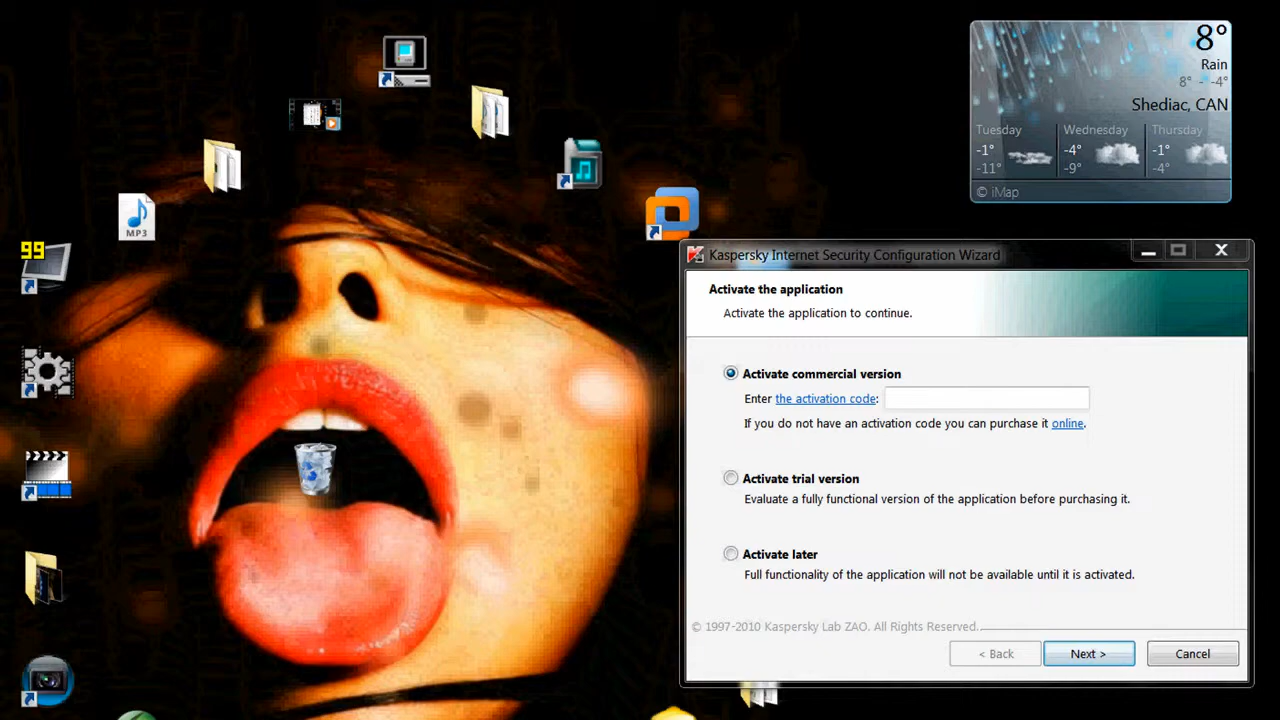 8°
Rain
8° - -4°
Shediac, CAN
Tuesday
-1°
-11°
Wednesday
-4°
-9°
Thursday
-1°
-4°
© iMap
MP3
99
Kaspersky Internet Security Configuration Wizard
Activate the application
Activate the application to continue.
Activate commercial version
Enter the activation code:
If you do not have an activation code you can purchase it online.
Activate trial version
Evaluate a fully functional version of the application before purchasing it.
Activate later
Full functionality of the application will not be available until it is activated.
© 1997-2010 Kaspersky Lab ZAO. All Rights Reserved.
< Back
Next >
Cancel